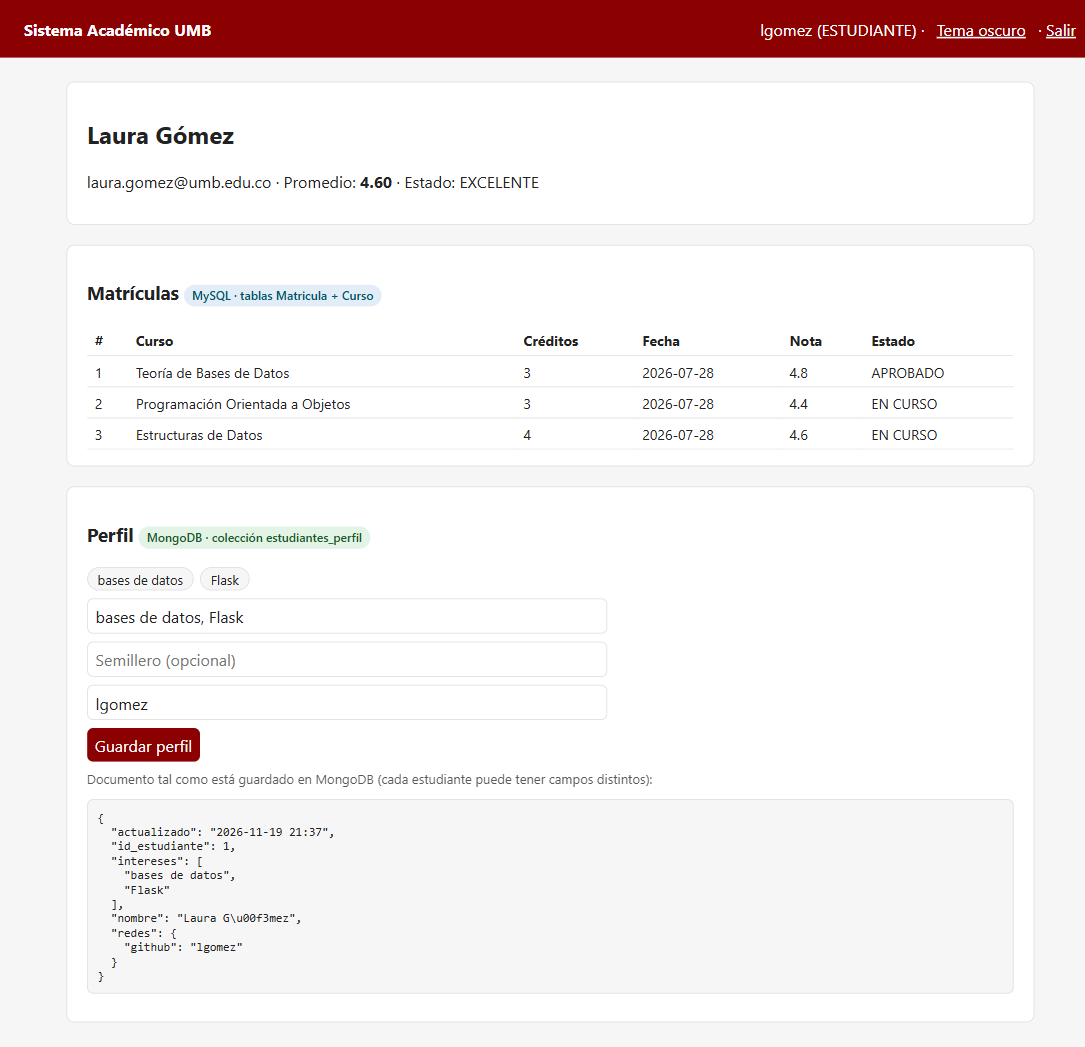 Sistema Académico UMB
lgomez (ESTUDIANTE) · Tema oscuro · Salir
Laura Gómez
laura.gomez@umb.edu.co · Promedio: 4.60 · Estado: EXCELENTE
Matrículas MySQL · tablas Matricula + Curso
# Curso Créditos Fecha Nota Estado
1 Teoría de Bases de Datos 3 2026-07-28 4.8 APROBADO
2 Programación Orientada a Objetos 3 2026-07-28 4.4 EN CURSO
3 Estructuras de Datos 4 2026-07-28 4.6 EN CURSO
Perfil MongoDB · colección estudiantes_perfil
bases de datos Flask
bases de datos, Flask
Semillero (opcional)
lgomez
Guardar perfil
Documento tal como está guardado en MongoDB (cada estudiante puede tener campos distintos):
{
"actualizado": "2026-11-19 21:37",
"id_estudiante": 1,
"intereses": [
"bases de datos",
"Flask"
],
"nombre": "Laura G\u00f3mez",
"redes": {
"github": "lgomez"
}
}